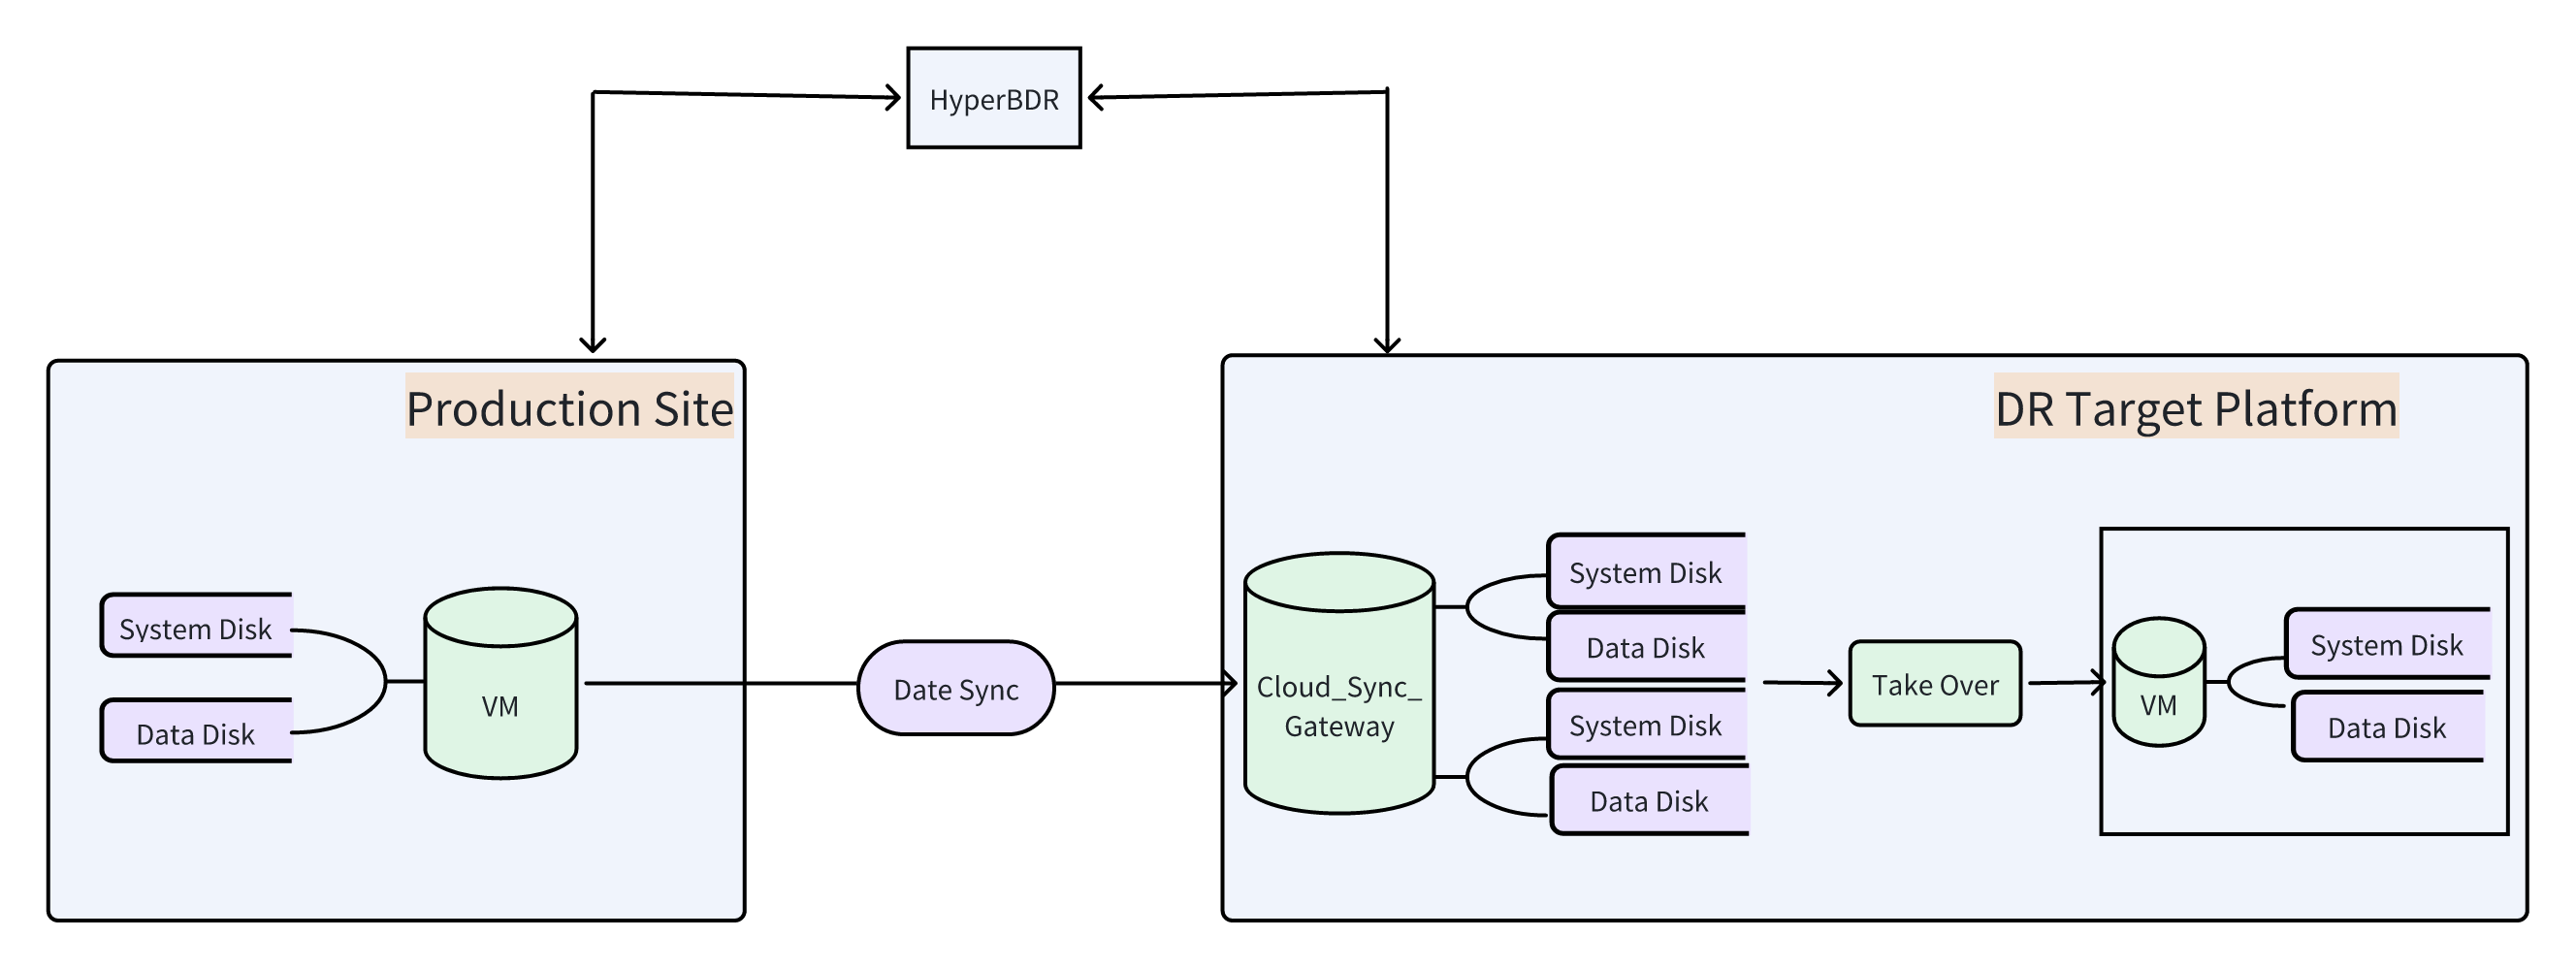 HyperBDR
Production Site
System Disk
Data Disk
VM
Date Sync
DR Target Platform
Cloud_Sync_
Gateway
System Disk
Data Disk
System Disk
Data Disk
Take Over
VM
System Disk
Data Disk